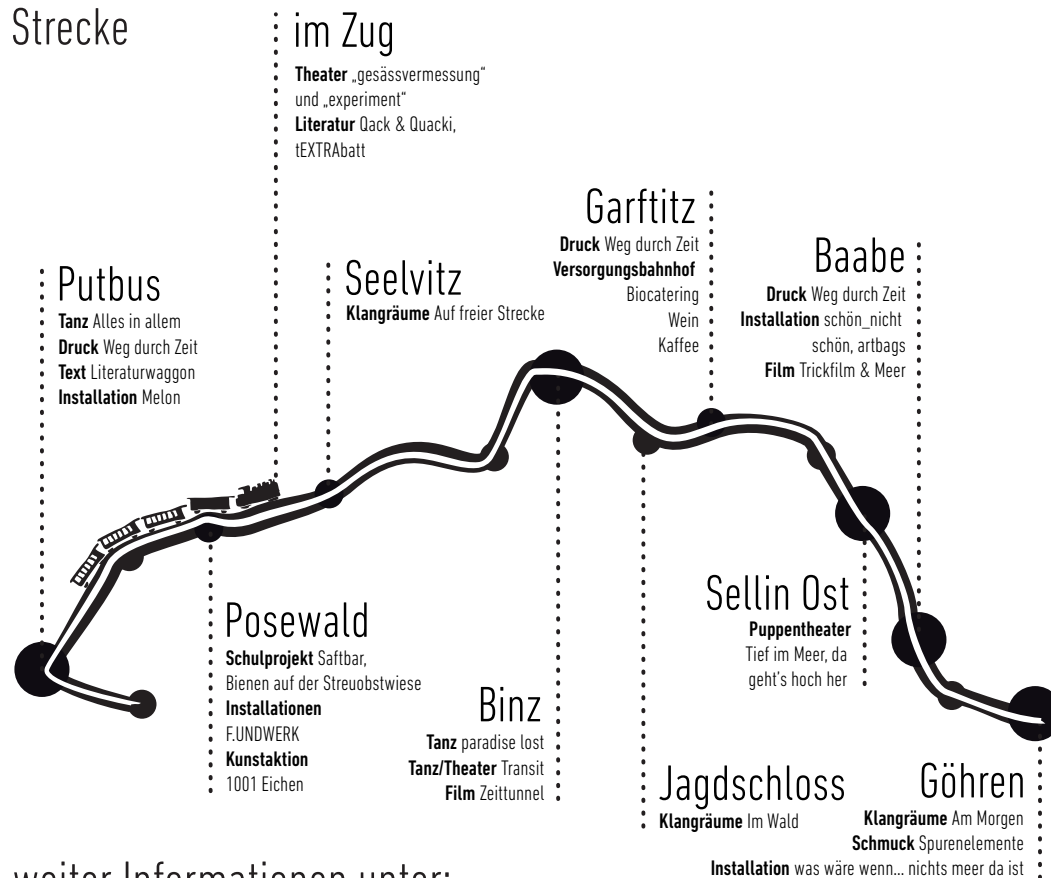 Strecke
im Zug
Theater „gesässvermessung“
und „experiment“
Literatur Qack & Quacki,
tEXTRAbatt
Garftitz
Druck Weg durch Zeit
Versorgungsbahnhof
Biocatering
Wein
Kaffee
Baabe
Druck Weg durch Zeit
Installation schön_nicht
schön, artbags
Film Trickfilm & Meer
Putbus
Tanz Alles in allem
Druck Weg durch Zeit
Text Literaturwaggon
Installation Melon
Seelvitz
Klangräume Auf freier Strecke
Posewald
Schulprojekt Saftbar,
Bienen auf der Streuobstwiese
Installationen
F.UNDWERK
Kunstaktion
1001 Eichen
Binz
Tanz paradise lost
Tanz/Theater Transit
Film Zeittunnel
Sellin Ost
Puppentheater
Tief im Meer, da
geht's hoch her
Jagdschloss
Klangräume Im Wald
Göhren
Klangräume Am Morgen
Schmuck Spurenelemente
Installation was wäre wenn... nichts meer da ist
weiter Informationen unter: